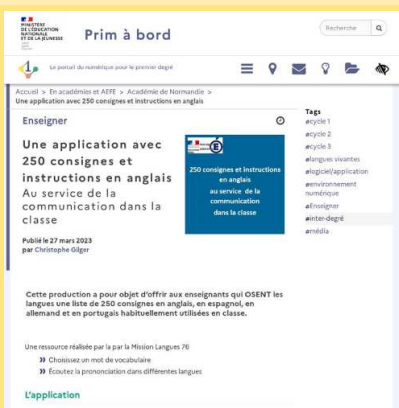 MINISTÈRE
DE L'ÉDUCATION
NATIONALE
ET DE LA JEUNESSE
Prim à bord
Recherche
Le portail du numérique pour le premier degré
Accueil > En académies et AEFE > Académie de Normandie >
Une application avec 250 consignes et instructions en anglais
Enseigner
Une application avec
250 consignes et
instructions en anglais
Au service de la
communication dans la
classe
Publié le 27 mars 2023
par Christophe Gilger
250 consignes et instructions
en anglais
au service de la
communication
dans la classe
Tags
#cycle 1
#cycle 2
#cycle 3
#langues vivantes
#logiciel/application
#environnement
numérique
#Enseigner
#inter-degré
#média
Cette production a pour objet d'offrir aux enseignants qui OSENT les
langues une liste de 250 consignes en anglais, en espagnol, en
allemand et en portugais habituellement utilisées en classe.
Une ressource réalisée par la par la Mission Langues 76
Choisissez un mot de vocabulaire
Écoutez la prononciation dans différentes langues
L'application